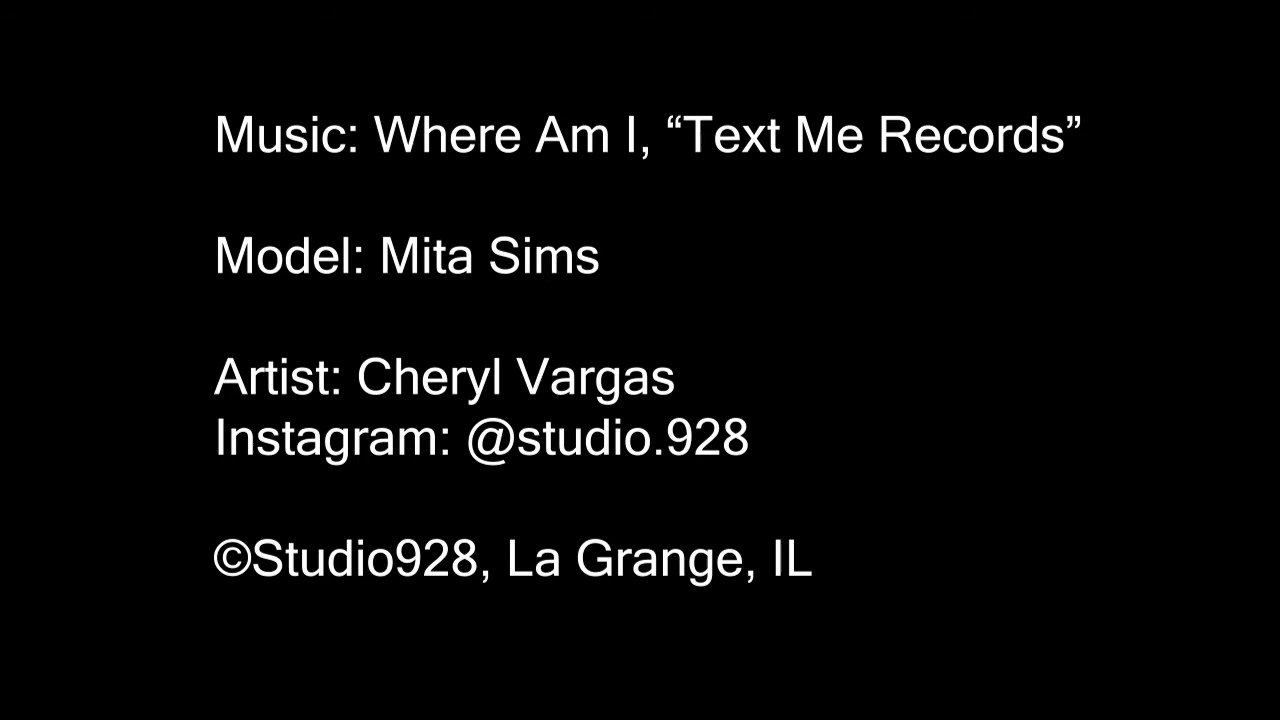 Music: Where Am I, “Text Me Records”
Model: Mita Sims
Artist: Cheryl Vargas
Instagram: @studio.928
©Studio928, La Grange, IL